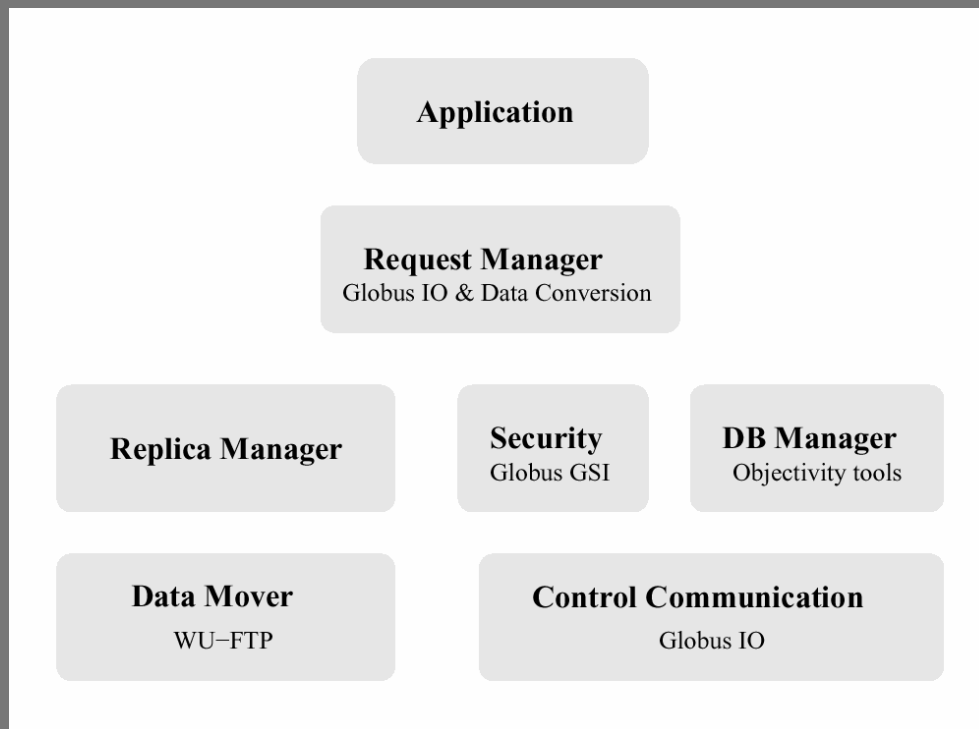 Application
Request Manager
Globus IO & Data Conversion
Replica Manager
Security
Globus GSI
DB Manager
Objectivity tools
Data Mover
WU−FTP
Control Communication
Globus IO